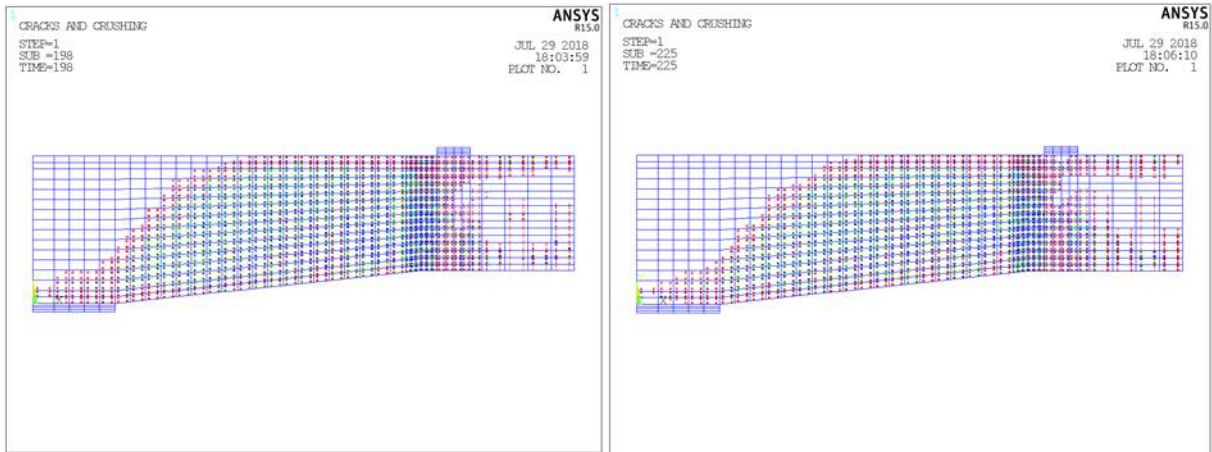 1
CRACKS AND CRUSHING
STEP=1
SUB =198
TIME=198
ANSYS
R15.0
JUL 29 2018
18:03:59
PLOT NO. 1
X
1
CRACKS AND CRUSHING
STEP=1
SUB =225
TIME=225
ANSYS
R15.0
JUL 29 2018
18:06:10
PLOT NO. 1
X